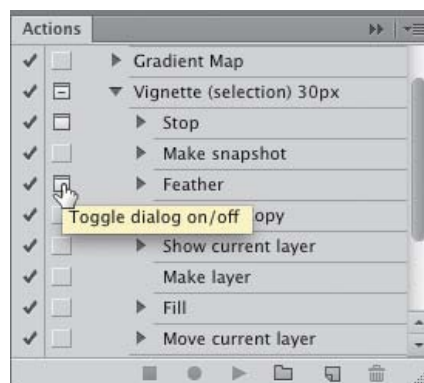 Actions
Gradient Map
Vignette (selection) 30px
Stop
Make snapshot
Feather
Toggle dialog on/off
opy
Show current layer
Make layer
Fill
Move current layer